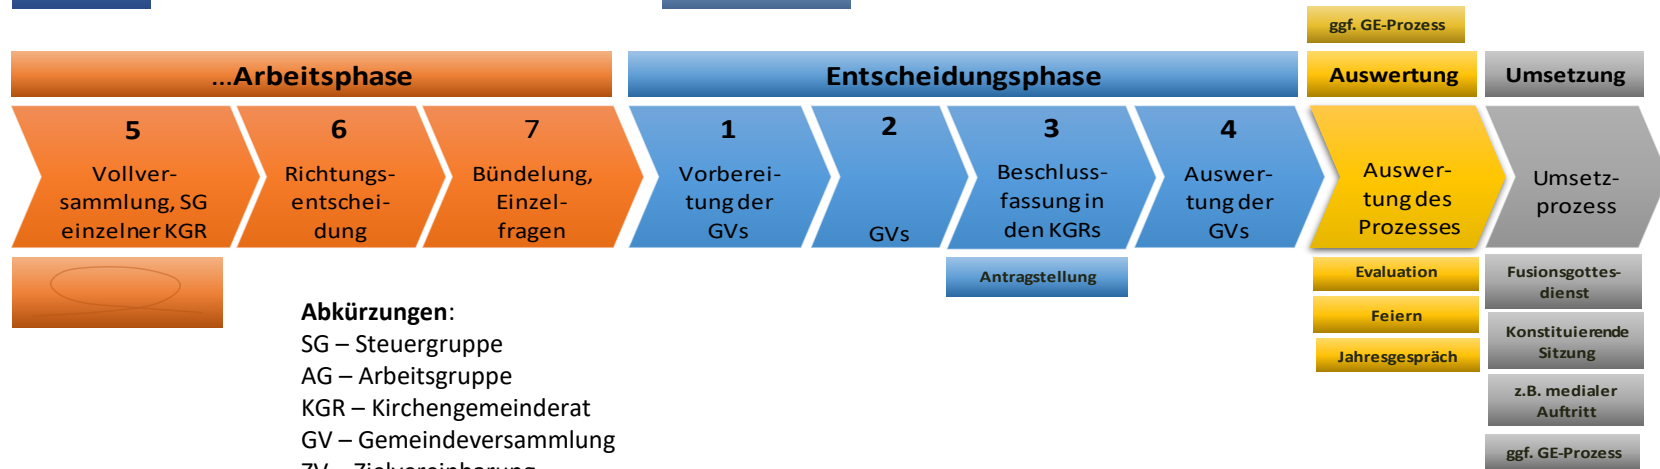 ggf. GE-Prozess
...Arbeitsphase
Entscheidungsphase
Auswertung
Umsetzung
5
Vollver-
sammlung, SG
einzelner KGR
6
Richtungs-
entschei-
dung
7
Bündelung,
Einzel-
fragen
1
Vorberei-
tung der
GVs
2
GVs
3
Beschluss-
fassung in
den KGRs
4
Auswer-
tung der
GVs
Auswer-
tung des
Prozesses
Umsetz-
prozess
Antragstellung
Evaluation
Feiern
Jahresgespräch
Fusionsgottes-
dienst
Konstituierende
Sitzung
z.B. medialer
Auftritt
ggf. GE-Prozess
Abkürzungen:
SG – Steuergruppe
AG – Arbeitsgruppe
KGR – Kirchengemeinderat
GV – Gemeindeversammlung
ZV – Zielvereinbarung